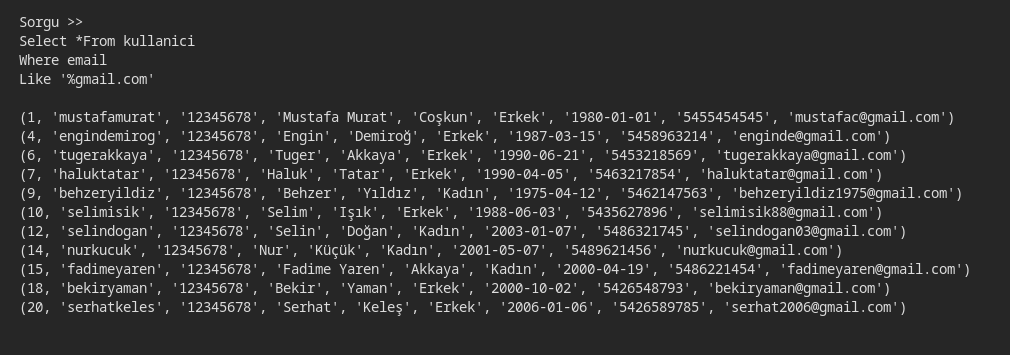 Sorgu >>
Select *From kullanici
Where email
Like '%gmail.com'
(1, 'mustafamurat', '12345678', 'Mustafa Murat', 'Coşkun', 'Erkek', '1980-01-01', '5455454545', 'mustafac@gmail.com')
(4, 'engindemirog', '12345678', 'Engin', 'Demiroğ', 'Erkek', '1987-03-15', '5458963214', 'enginde@gmail.com')
(6, 'tugerakkaya', '12345678', 'Tuger', 'Akkaya', 'Erkek', '1990-06-21', '5453218569', 'tugerakkaya@gmail.com')
(7, 'haluktatar', '12345678', 'Haluk', 'Tatar', 'Erkek', '1990-04-05', '5463217854', 'haluktatar@gmail.com')
(9, 'behzeryildiz', '12345678', 'Behzer', 'Yıldız', 'Kadın', '1975-04-12', '5462147563', 'behzeryildiz1975@gmail.com')
(10, 'selimisik', '12345678', 'Selim', 'Işık', 'Erkek', '1988-06-03', '5435627896', 'selimisik88@gmail.com')
(12, 'selindogan', '12345678', 'Selin', 'Doğan', 'Kadın', '2003-01-07', '5486321745', 'selindogan03@gmail.com')
(14, 'nurkucuk', '12345678', 'Nur', 'Küçük', 'Kadın', '2001-05-07', '5489621456', 'nurkucuk@gmail.com')
(15, 'fadimeyaren', '12345678', 'Fadime Yaren', 'Akkaya', 'Kadın', '2000-04-19', '5486221454', 'fadimeyaren@gmail.com')
(18, 'bekiryaman', '12345678', 'Bekir', 'Yaman', 'Erkek', '2000-10-02', '5426548793', 'bekiryaman@gmail.com')
(20, 'serhatkeles', '12345678', 'Serhat', 'Keleş', 'Erkek', '2006-01-06', '5426589785', 'serhat2006@gmail.com')